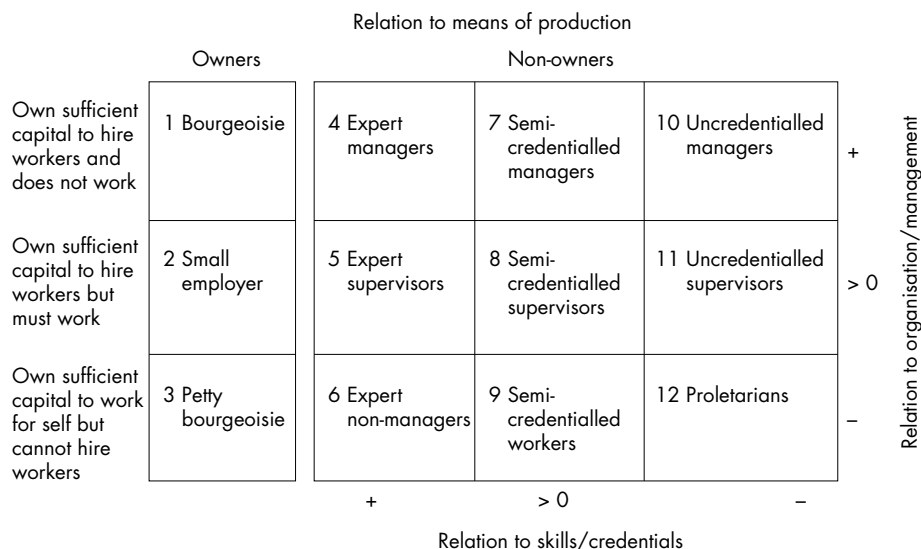 Relation to means of production
Owners
Non-owners
Own sufficient
capital to hire
workers and
does not work
1 Bourgeoisie
4 Expert
managers
7 Semi-
credentialled
managers
10 Uncredentialled
managers
+
Own sufficient
capital to hire
workers but
must work
2 Small
employer
5 Expert
supervisors
8 Semi-
credentialled
supervisors
11 Uncredentialled
supervisors
> 0
Own sufficient
capital to work
for self but
cannot hire
workers
3 Petty
bourgeoisie
6 Expert
non-managers
9 Semi-
credentialled
workers
12 Proletarians
–
+
> 0
–
Relation to skills/credentials
Relation to organisation/management